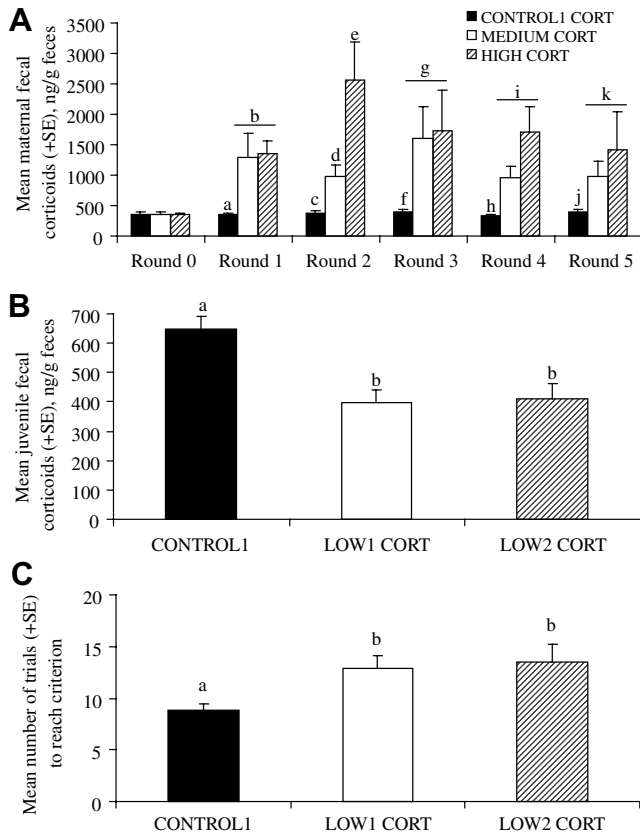 A
CONTROL1 CORT
MEDIUM CORT
HIGH CORT
Mean maternal fecal
corticoids (+SE), ng/g feces
3500
3000
2500
2000
1500
1000
500
0
a
b
c
d
e
f
g
h
i
j
k
Round 0
Round 1
Round 2
Round 3
Round 4
Round 5
B
Mean juvenile fecal
corticoids (+SE), ng/g feces
700
600
500
400
300
200
100
0
a
b
b
CONTROL1
LOW1 CORT
LOW2 CORT
C
Mean number of trials (+SE)
to reach criterion
20
15
10
5
0
a
b
b
CONTROL1
LOW1 CORT
LOW2 CORT